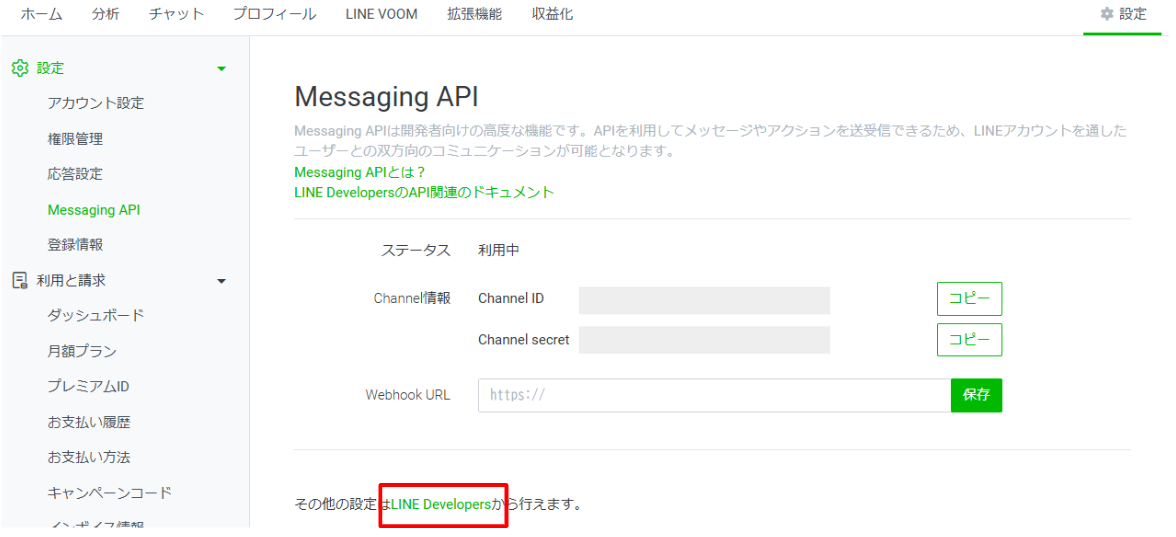 ホーム 分析 チャット プロフィール LINE VOOM 拡張機能 収益化 設定
設定
アカウント設定
権限管理
応答設定
Messaging API
登録情報
利用と請求
ダッシュボード
月額プラン
プレミアムID
お支払い履歴
お支払い方法
キャンペーンコード
インボイス情報
Messaging API
Messaging APIは開発者向けの高度な機能です。APIを利用してメッセージやアクションを送受信できるため、LINEアカウントを通した
ユーザーとの双方向のコミュニケーションが可能となります。
Messaging APIとは？
LINE DevelopersのAPI関連のドキュメント
ステータス 利用中
Channel情報 Channel ID コピー
Channel secret コピー
Webhook URL https:// 保存
その他の設定はLINE Developersから行えます。